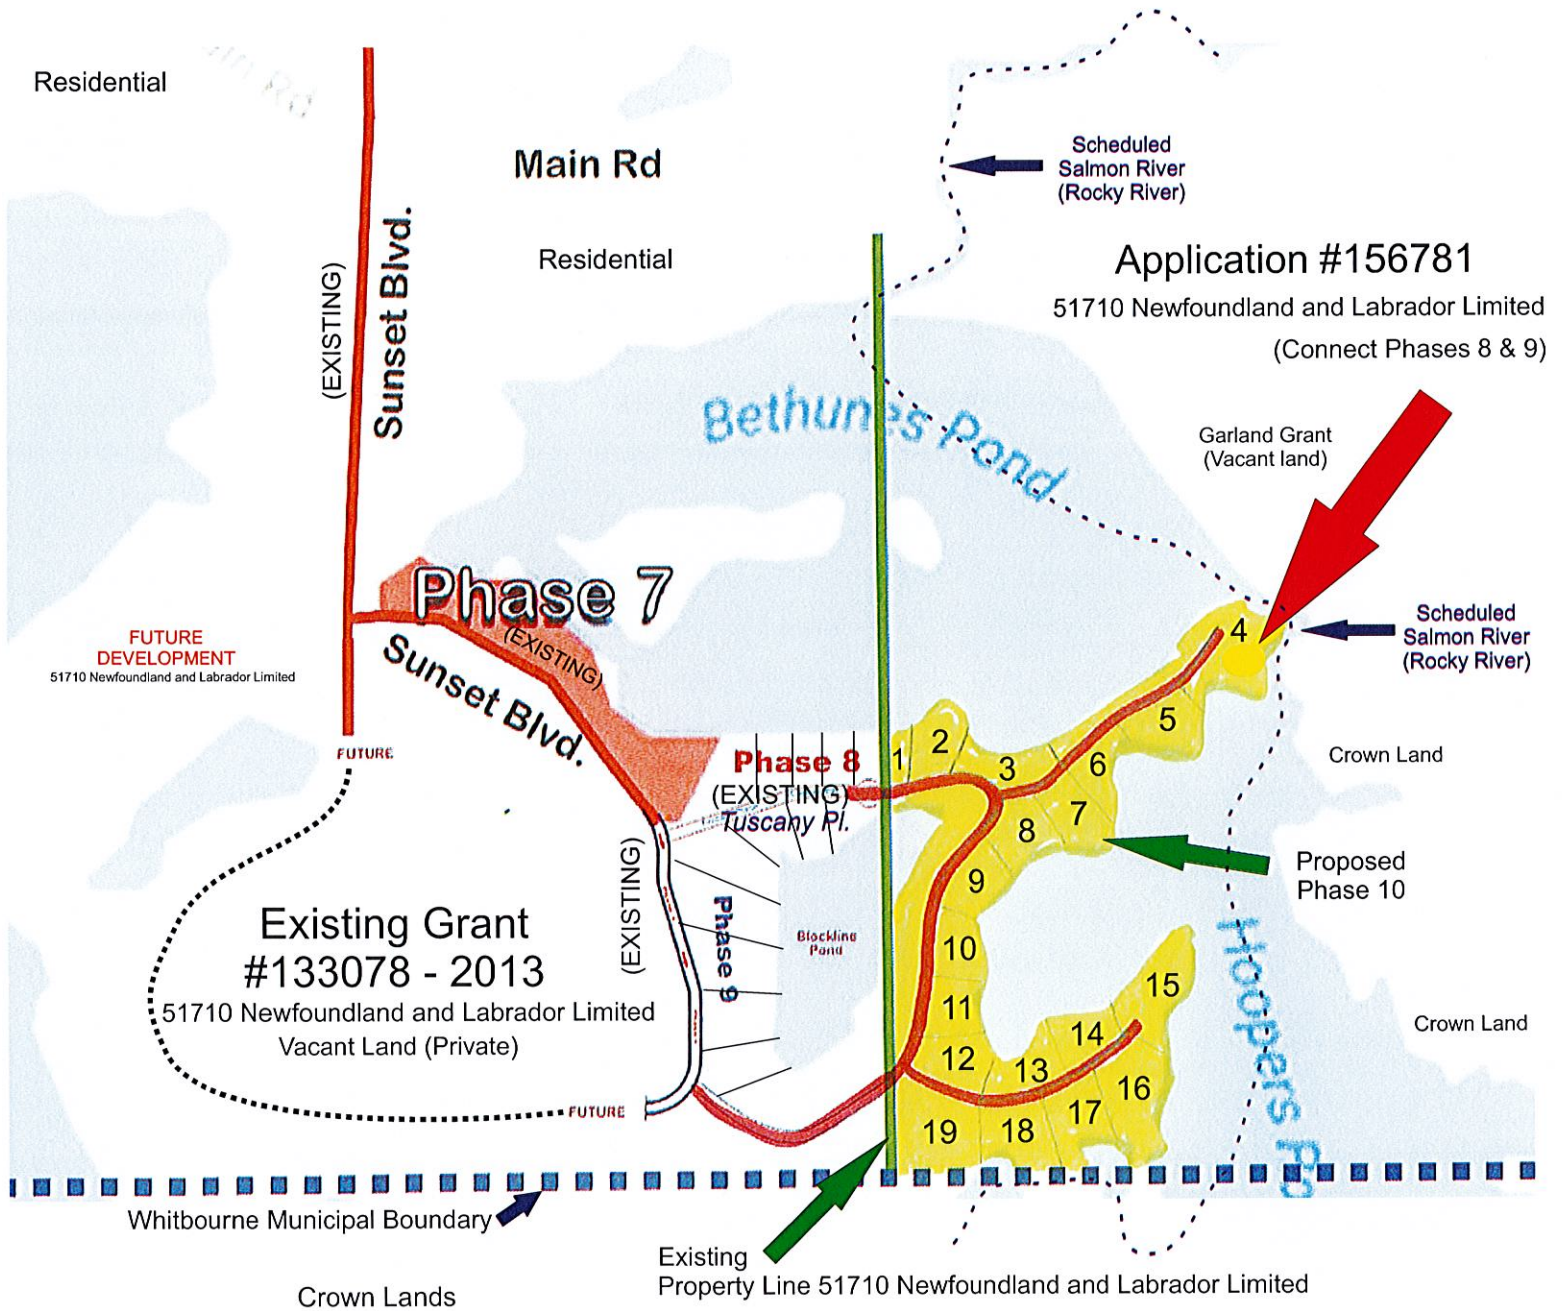 Residential
Main Rd
Main Rd
Residential
(EXISTING)
Sunset Blvd.
Scheduled
Salmon River
(Rocky River)
Application #156781
51710 Newfoundland and Labrador Limited
(Connect Phases 8 & 9)
Bethunes Pond
Garland Grant
(Vacant land)
Phase 7
(EXISTING)
Sunset Blvd.
FUTURE
DEVELOPMENT
51710 Newfoundland and Labrador Limited
FUTURE
Scheduled
Salmon River
(Rocky River)
Crown Land
Phase 8
(EXISTING)
Tuscany Pl.
1
2
3
4
5
6
7
8
9
10
11
12
13
14
15
16
17
18
19
Proposed
Phase 10
(EXISTING)
Phase 9
Blockline
Pond
Existing Grant
#133078 - 2013
51710 Newfoundland and Labrador Limited
Vacant Land (Private)
FUTURE
Hoopers Po
Crown Land
Whitbourne Municipal Boundary
Existing
Property Line 51710 Newfoundland and Labrador Limited
Crown Lands